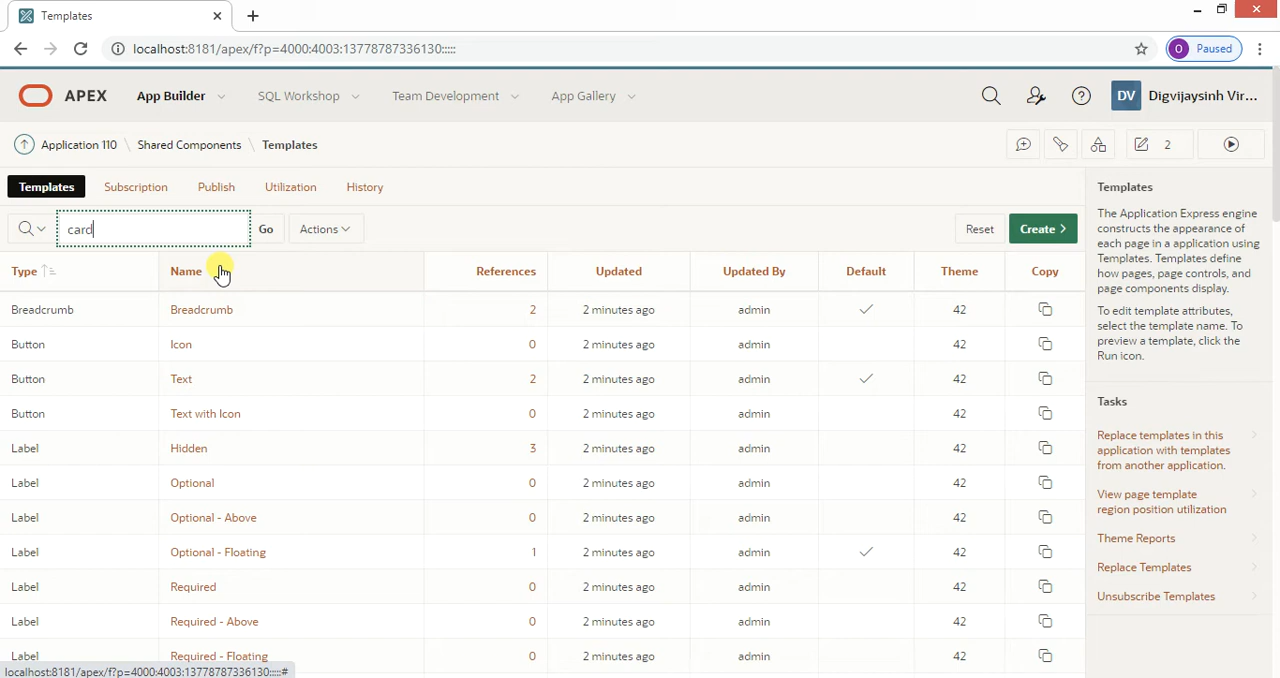 Templates
localhost:8181/apex/f?p=4000:4003:13778787336130:::::
O Paused
APEX App Builder SQL Workshop Team Development App Gallery DV Digvijaysinh Vir...
Application 110 \ Shared Components \ Templates 2
Templates Subscription Publish Utilization History
card Go Actions Reset Create
Type Name References Updated Updated By Default Theme Copy
Breadcrumb Breadcrumb 2 2 minutes ago admin 42
Button Icon 0 2 minutes ago admin 42
Button Text 2 2 minutes ago admin 42
Button Text with Icon 0 2 minutes ago admin 42
Label Hidden 3 2 minutes ago admin 42
Label Optional 0 2 minutes ago admin 42
Label Optional - Above 0 2 minutes ago admin 42
Label Optional - Floating 1 2 minutes ago admin 42
Label Required 0 2 minutes ago admin 42
Label Required - Above 0 2 minutes ago admin 42
Label Required - Floating 0 2 minutes ago admin 42
localhost:8181/apex/f?p=4000:4003:13778787336130:::::#
Templates
The Application Express engine
constructs the appearance of
each page in a application using
Templates. Templates define
how pages, page controls, and
page components display.
To edit template attributes,
select the template name. To
preview a template, click the
Run icon.
Tasks
Replace templates in this
application with templates
from another application.
View page template
region position utilization
Theme Reports
Replace Templates
Unsubscribe Templates